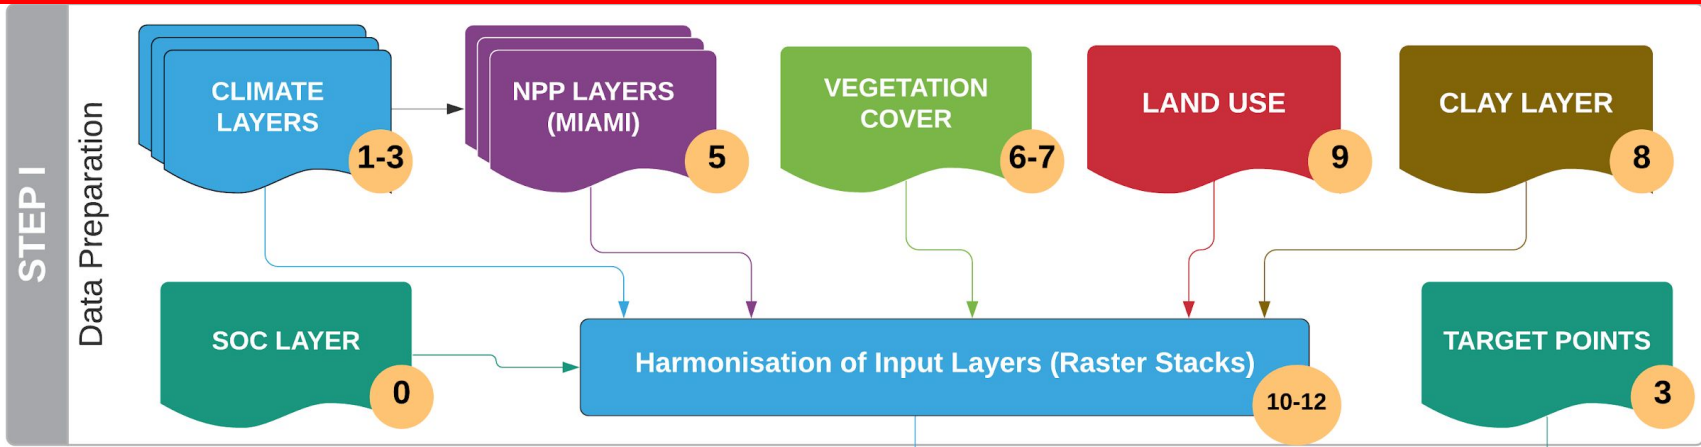 STEP I
Data Preparation
CLIMATE
LAYERS
1-3
NPP LAYERS
(MIAMI)
5
VEGETATION
COVER
6-7
LAND USE
9
CLAY LAYER
8
SOC LAYER
0
Harmonisation of Input Layers (Raster Stacks)
10-12
TARGET POINTS
3